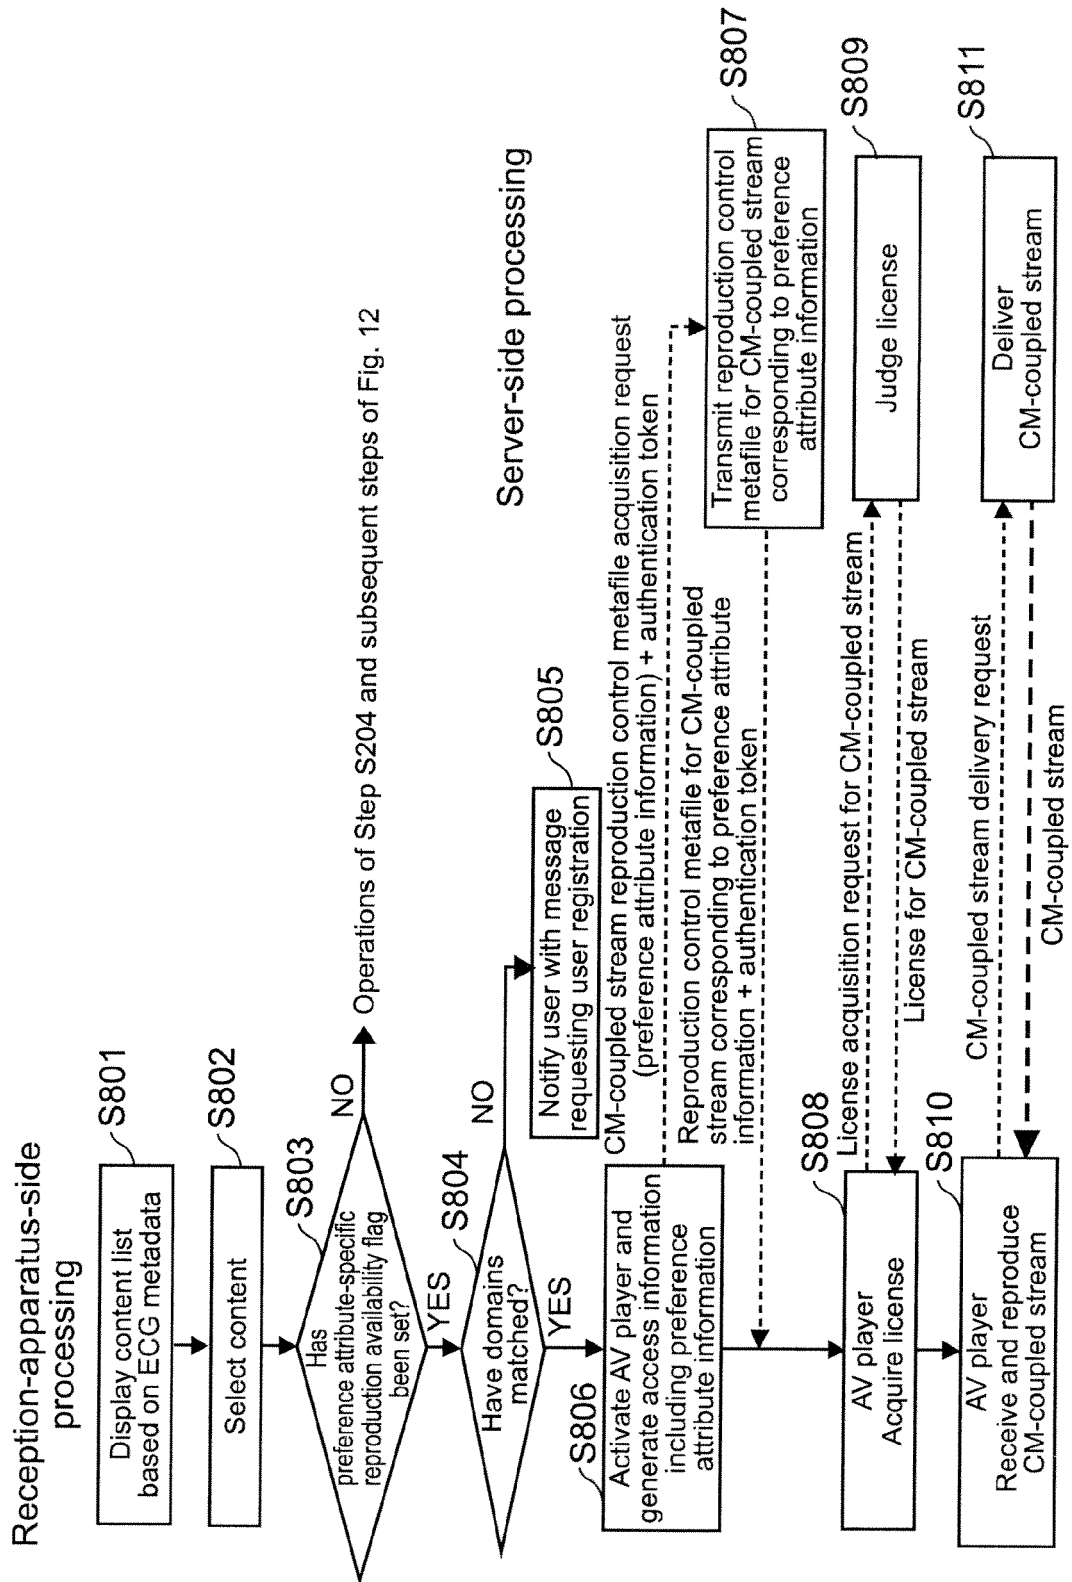 Reception-apparatus-side
processing
S801
Display content list
based on ECG metadata
S802
Select content
S803
Has
preference attribute-specific
reproduction availability flag
been set?
NO
Operations of Step S204 and subsequent steps of Fig. 12
YES
S804
Have domains
matched?
NO
S805
Notify user with message
requesting user registration
YES
Server-side processing
S806
Activate AV player and
generate access information
including preference
attribute information
CM-coupled stream reproduction control metafile acquisition request
(preference attribute information) + authentication token
S807
Transmit reproduction control
metafile for CM-coupled stream
corresponding to preference
attribute information
Reproduction control metafile for CM-coupled
stream corresponding to preference attribute
information + authentication token
S808
AV player
Acquire license
License acquisition request for CM-coupled stream
S809
Judge license
License for CM-coupled stream
S810
AV player
Receive and reproduce
CM-coupled stream
CM-coupled stream delivery request
S811
Deliver
CM-coupled stream
CM-coupled stream